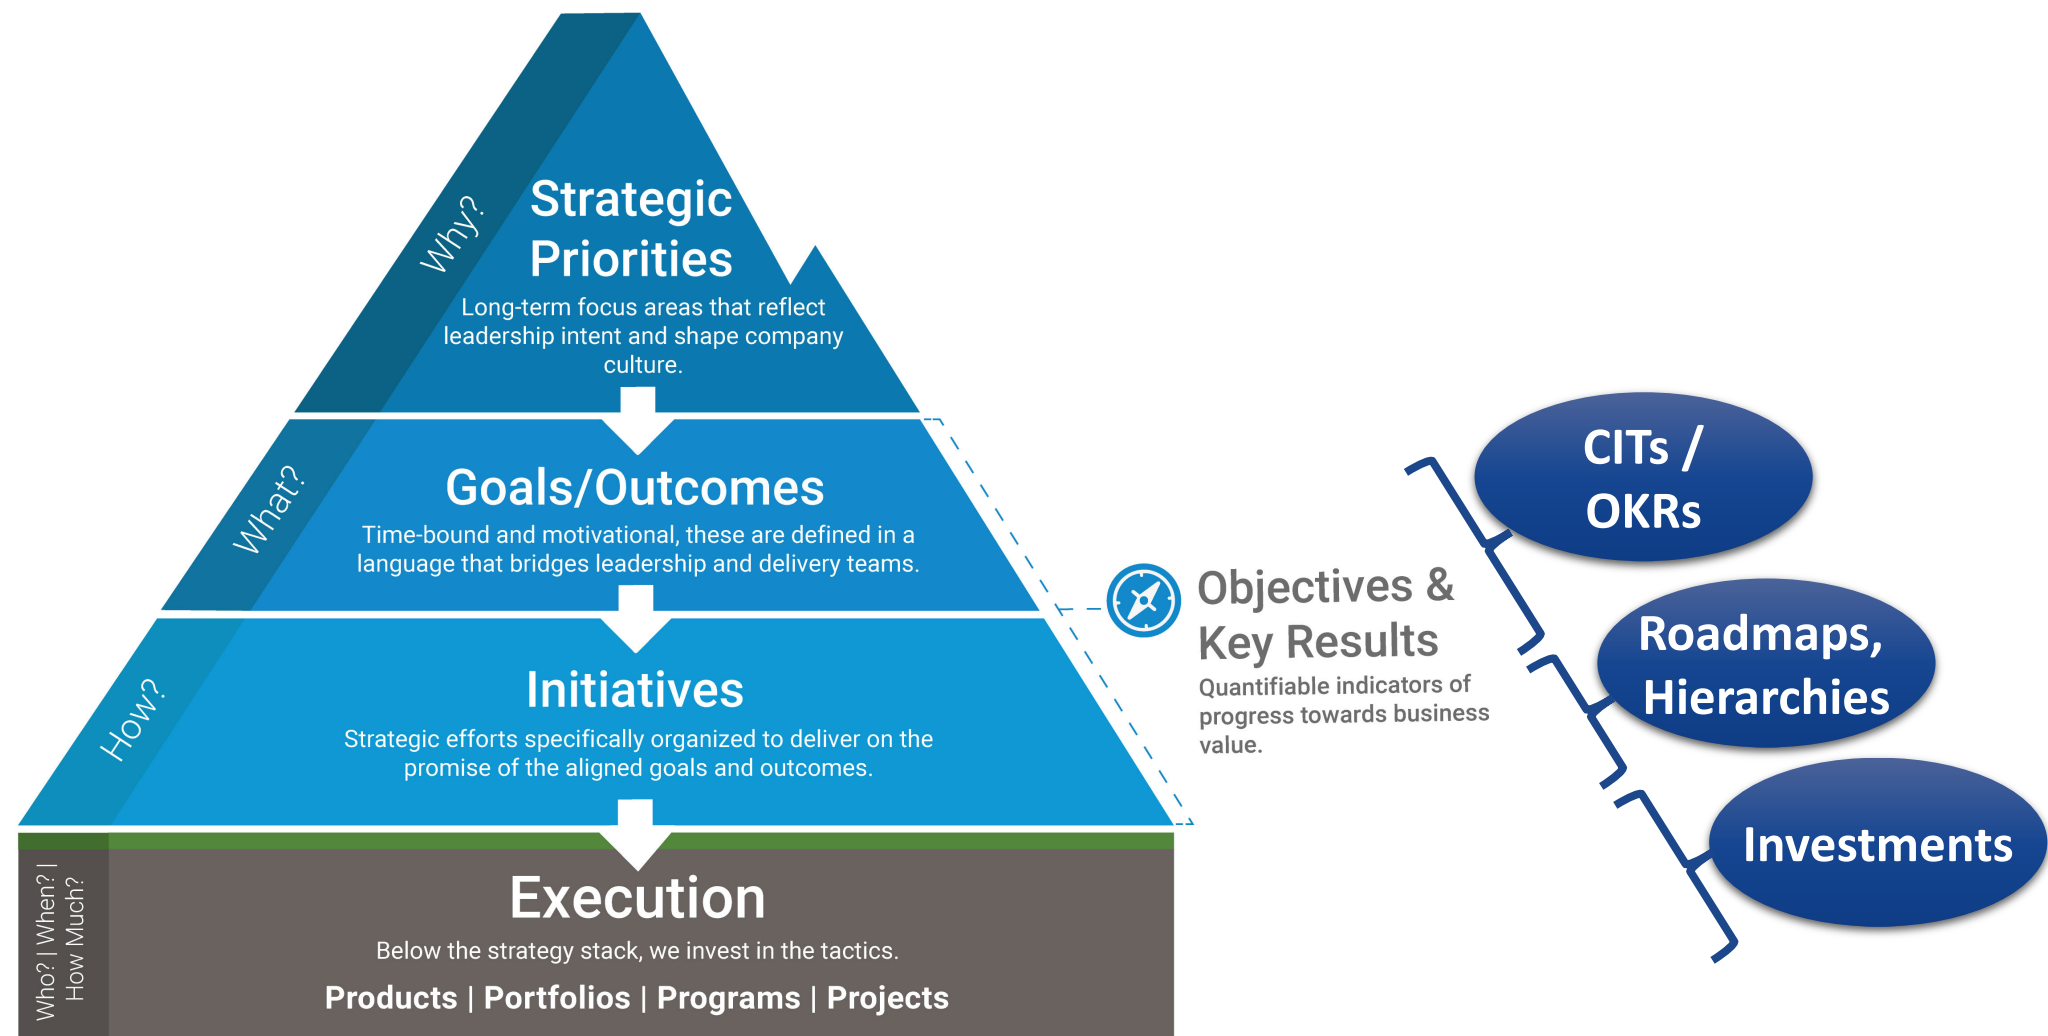 Why?
Strategic
Priorities
Long-term focus areas that reflect
leadership intent and shape company
culture.
What?
Goals/Outcomes
Time-bound and motivational, these are defined in a
language that bridges leadership and delivery teams.
How?
Initiatives
Strategic efforts specifically organized to deliver on the
promise of the aligned goals and outcomes.
Who? | When? |
How Much?
Execution
Below the strategy stack, we invest in the tactics.
Products | Portfolios | Programs | Projects
Objectives &
Key Results
Quantifiable indicators of
progress towards business
value.
CITs /
OKRs
Roadmaps,
Hierarchies
Investments